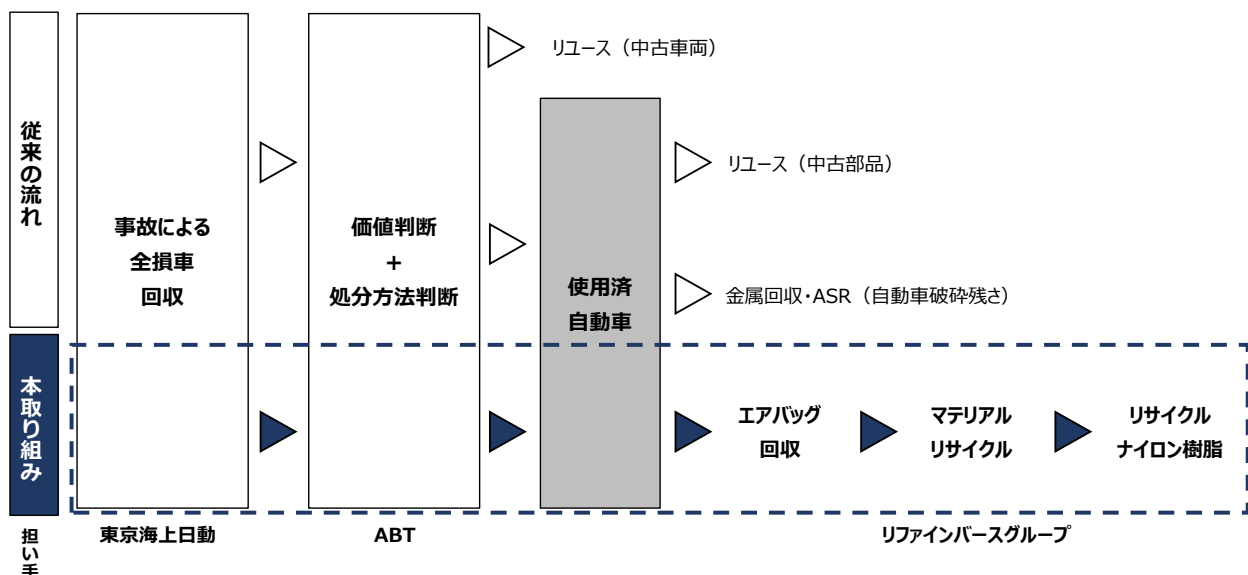 従来の流れ
事故による
全損車
回収
価値判断
+
処分方法判断
リユース（中古車両）
使用済
自動車
リユース（中古部品）
金属回収・ASR（自動車破砕残さ）
本取り組み
エアバッグ
回収
マテリアル
リサイクル
リサイクル
ナイロン樹脂
担い手
東京海上日動
ABT
リファインバースグループ